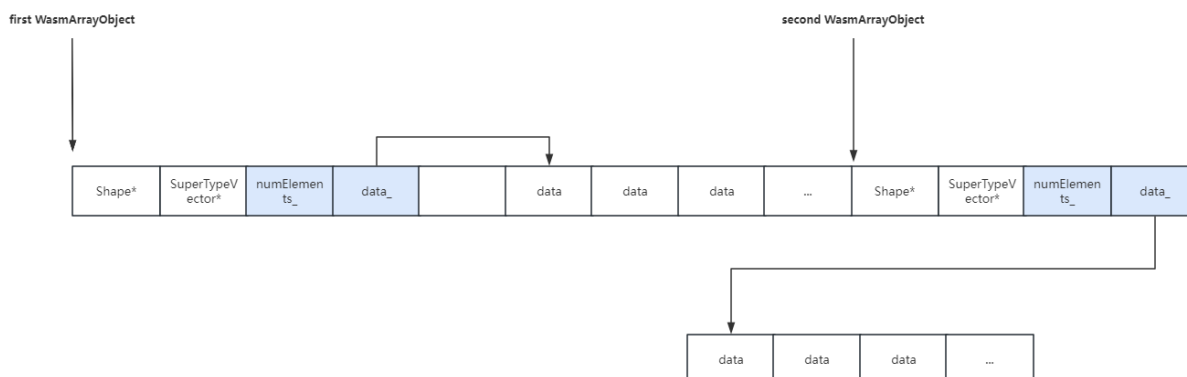 first WasmArrayObject
second WasmArrayObject
Shape*
SuperTypeV
ector*
numElemen
ts_
data_
data
data
data
...
Shape*
SuperTypeV
ector*
numElemen
ts_
data_
data
data
data
...